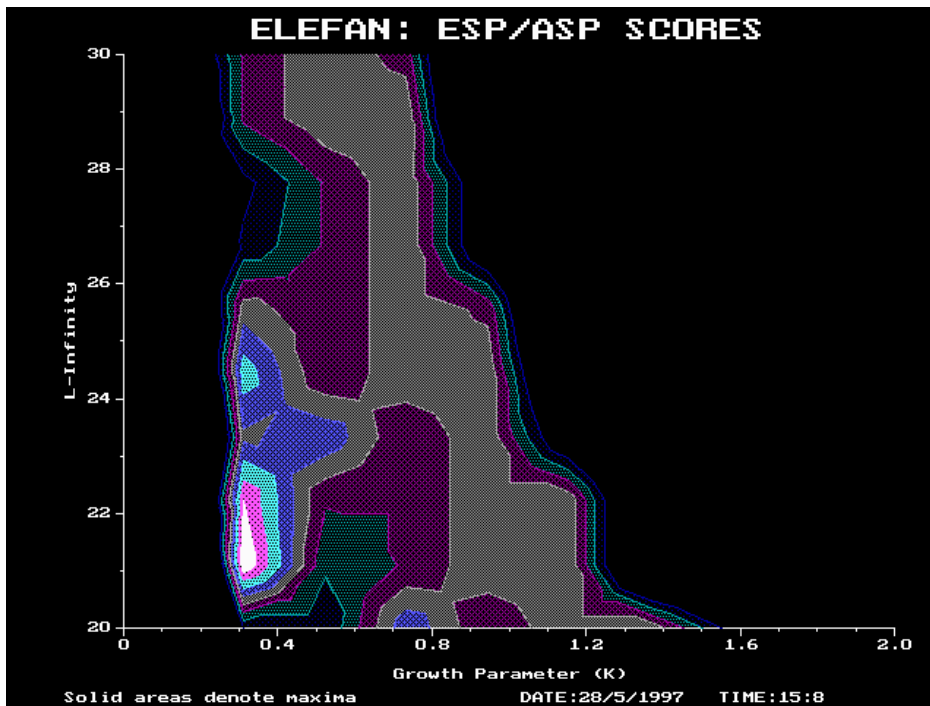 ELEFAN: ESP/ASP SCORES
30
28
26
24
22
20
L-Infinity
0 0.4 0.8 1.2 1.6 2.0
Growth Parameter (K)
Solid areas denote maxima DATE:28/5/1997 TIME:15:8